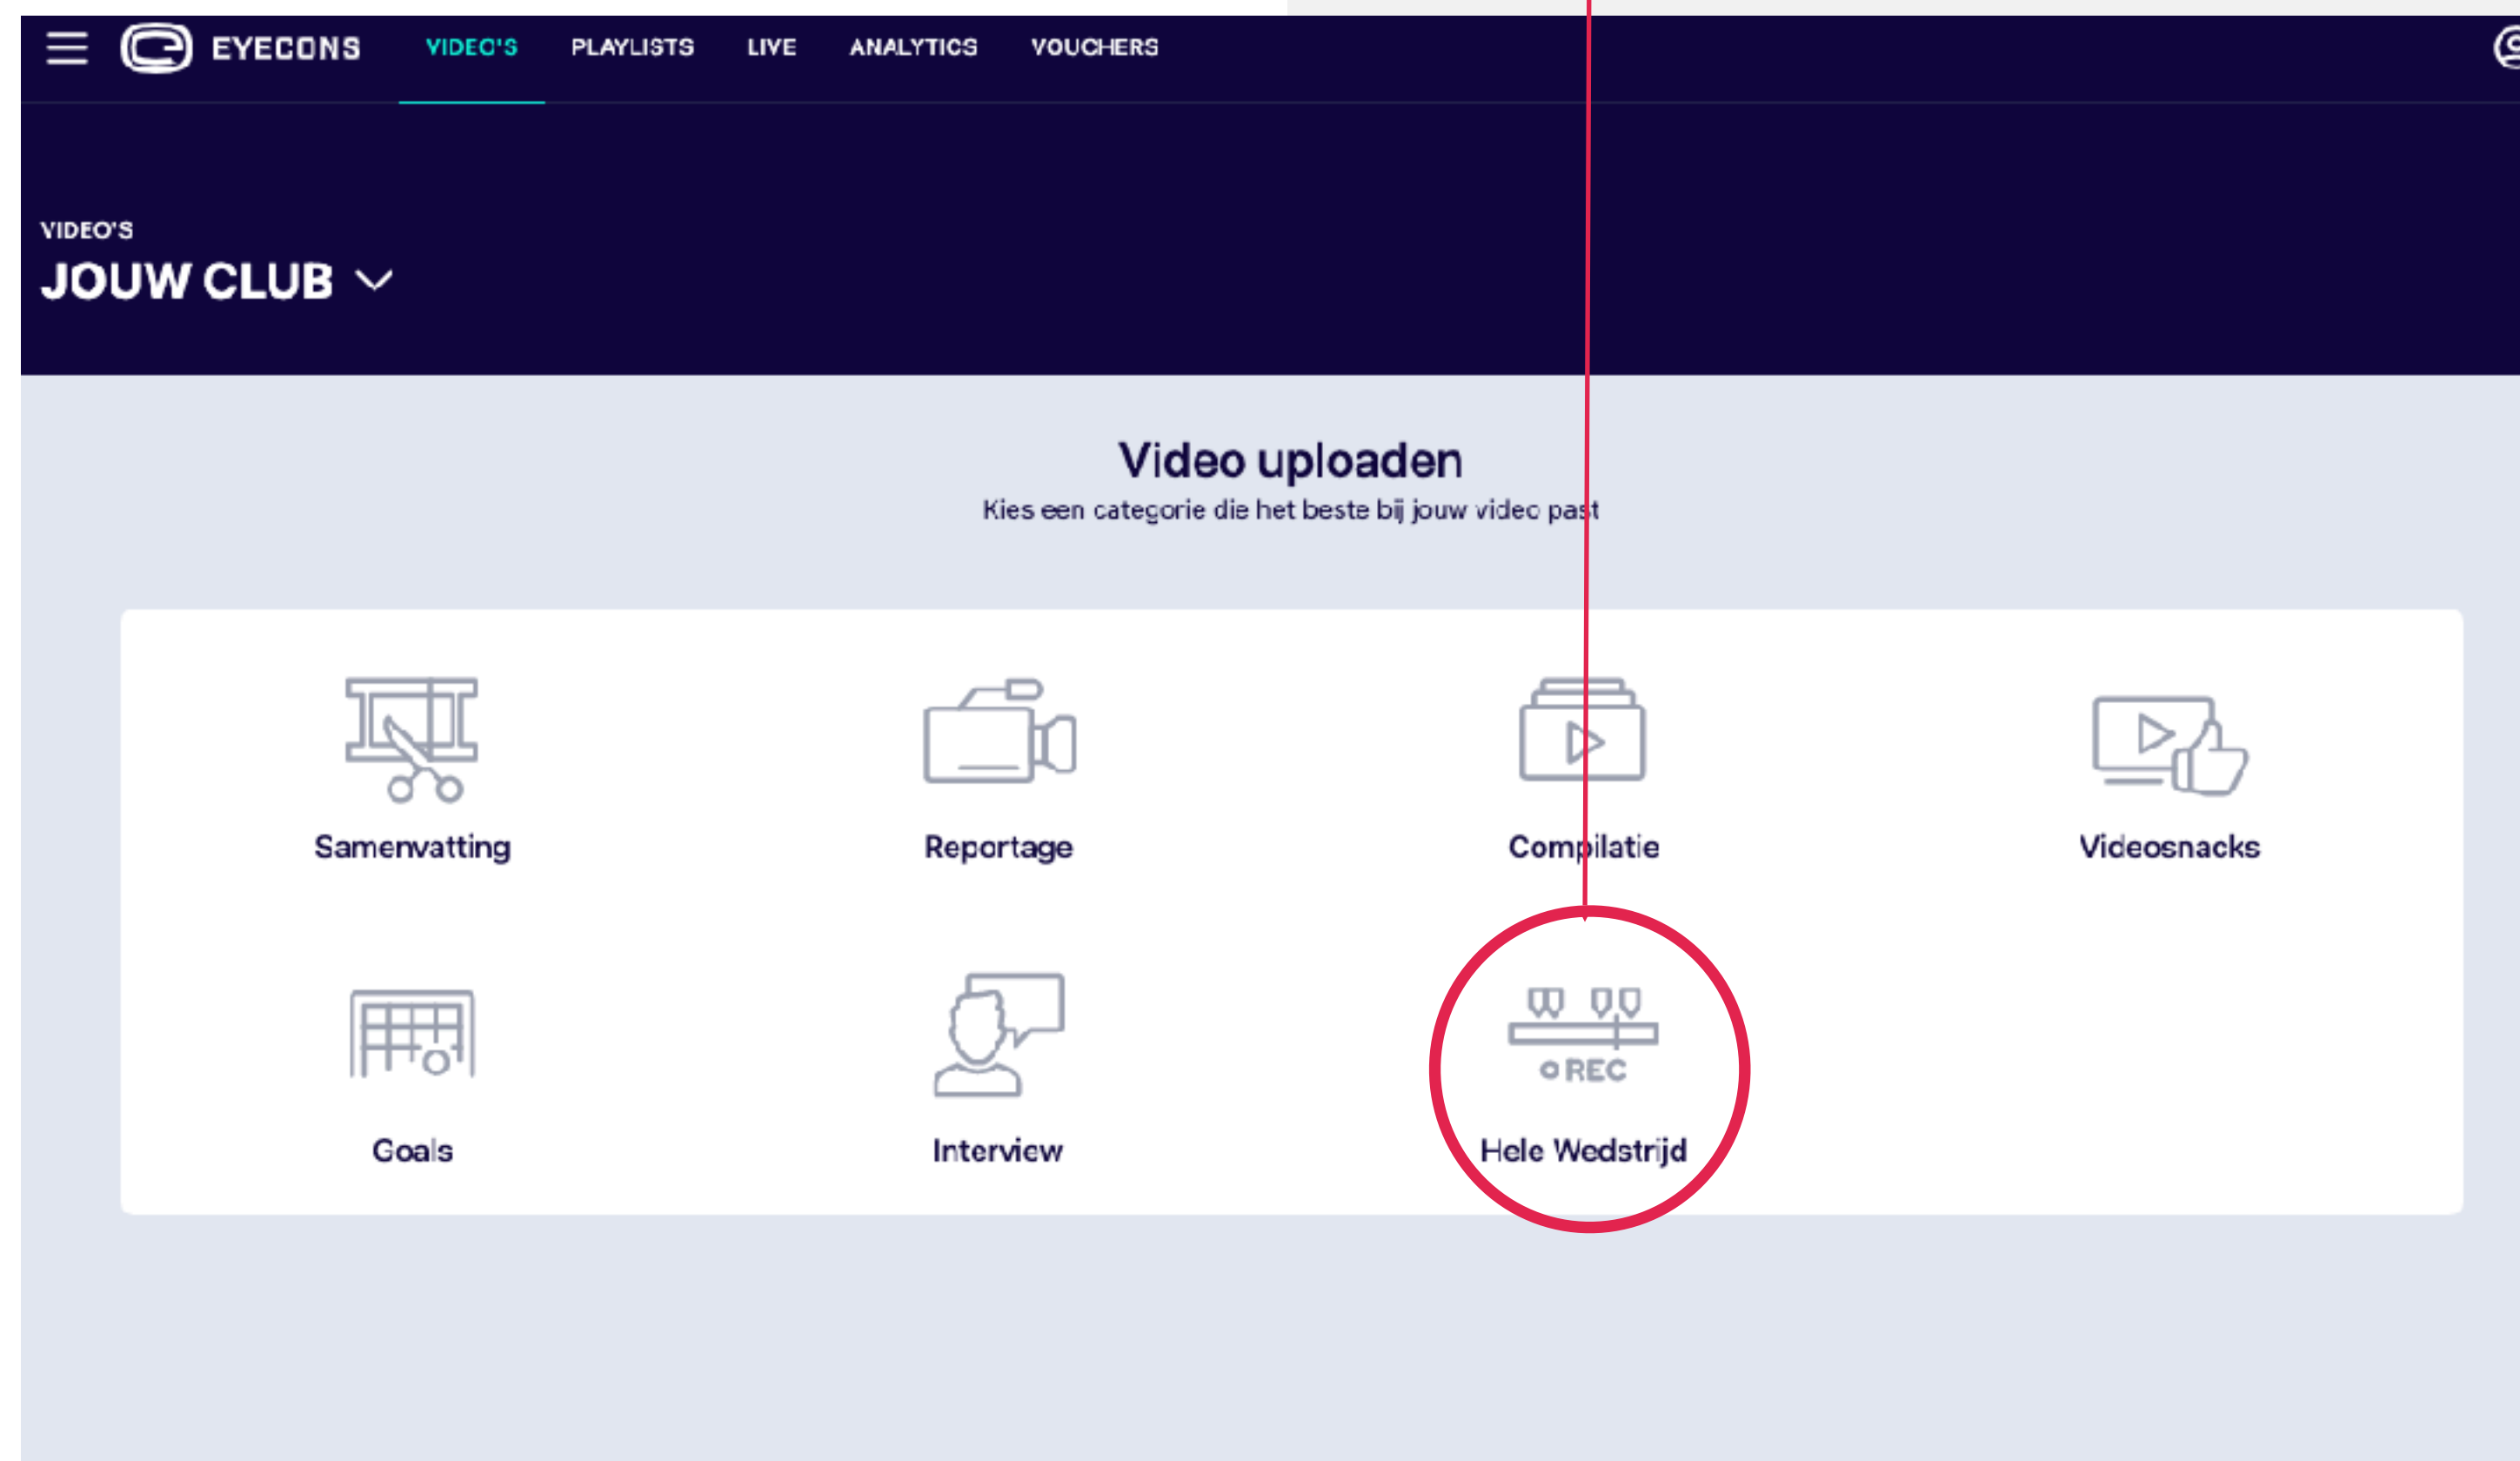 EYECONS VIDEO'S PLAYLISTS LIVE ANALYTICS VOUCHERS
VIDEO'S
JOUW CLUB
Video uploaden
Kies een categorie die het beste bij jouw video past
Samenvatting Reportage Compilatie Videosnacks
REC
Goals Interview Hele Wedstrijd